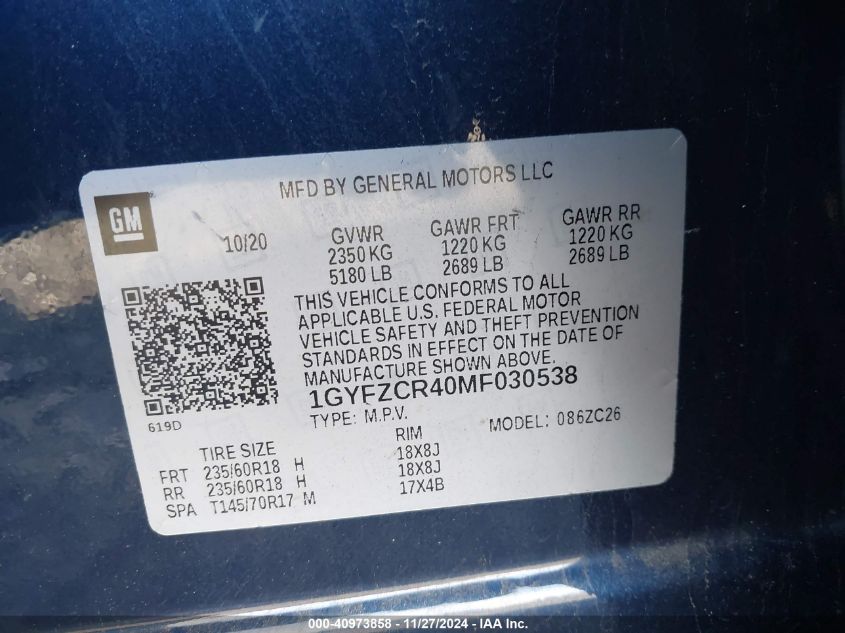 MFD BY GENERAL MOTORS LLC
GM
10/20
GVWR GAWR FRT GAWR RR
2350 KG 1220 KG 1220 KG
5180 LB 2689 LB 2689 LB
THIS VEHICLE CONFORMS TO ALL
APPLICABLE U.S. FEDERAL MOTOR
VEHICLE SAFETY AND THEFT PREVENTION
STANDARDS IN EFFECT ON THE DATE OF
MANUFACTURE SHOWN ABOVE.
1GYFZCR40MF030538
619D
TYPE: M.P.V. MODEL: 086ZC26
TIRE SIZE RIM
FRT 235/60R18 H 18X8J
RR 235/60R18 H 18X8J
SPA T145/70R17 M 17X4B
000-40973858 - 11/27/2024 - IAA Inc.